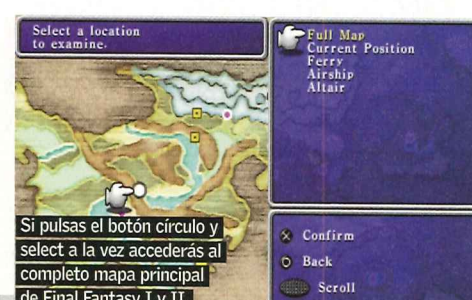 Select a location
to examine.
Full Map
Current Position
Ferry
Airship
Altair
Si pulsas el botón círculo y
select a la vez accederás al
completo mapa principal
de Final Fantasy I y II
Confirm
Back
Scroll